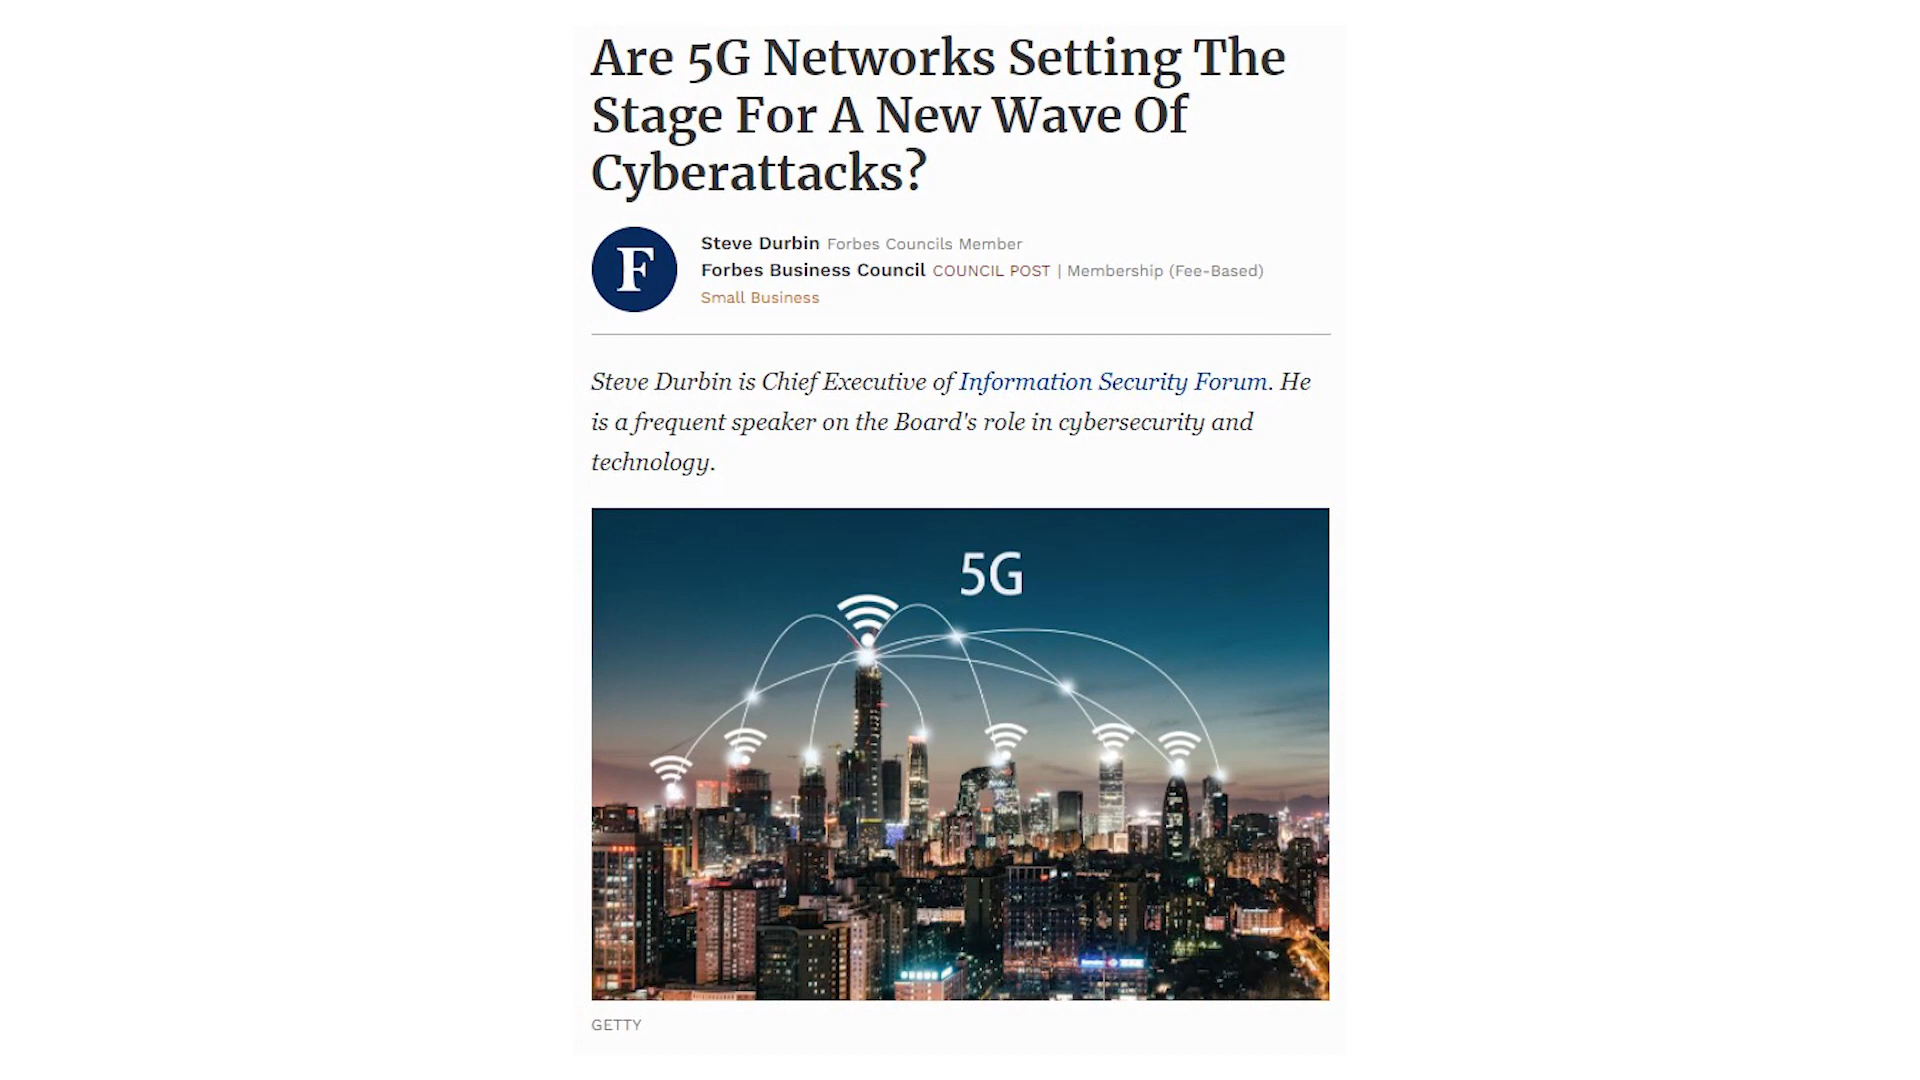 Are 5G Networks Setting The
Stage For A New Wave Of
Cyberattacks?
F
Steve Durbin Forbes Councils Member
Forbes Business Council COUNCIL POST | Membership (Fee-Based)
Small Business
Steve Durbin is Chief Executive of Information Security Forum. He
is a frequent speaker on the Board's role in cybersecurity and
technology.
5G
GETTY